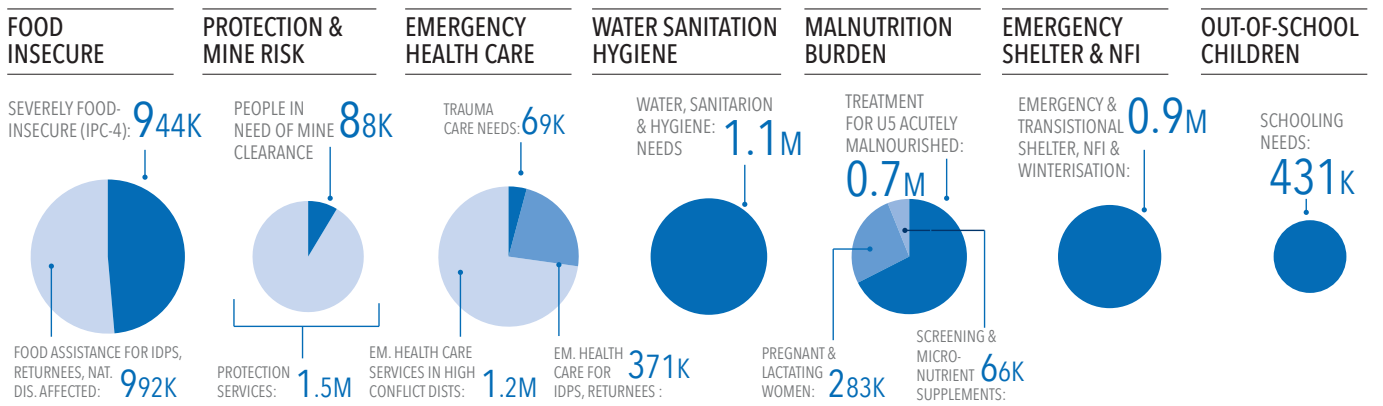 FOOD
INSECURE
SEVERELY FOOD-
INSECURE (IPC-4): 944K
FOOD ASSISTANCE FOR IDPS,
RETURNEES, NAT.
DIS. AFFECTED: 992K
PROTECTION &
MINE RISK
PEOPLE IN
NEED OF MINE 88K
CLEARANCE
PROTECTION
SERVICES: 1.5M
EMERGENCY
HEALTH CARE
TRAUMA
CARE NEEDS: 69K
EM. HEALTH CARE
SERVICES IN HIGH
CONFLICT DISTS: 1.2M
EM. HEALTH
CARE FOR 371K
IDPS, RETURNEES :
WATER SANITATION
HYGIENE
WATER, SANITARION
& HYGIENE:
NEEDS 1.1M
MALNUTRITION
BURDEN
TREATMENT
FOR U5 ACUTELY
MALNOURISHED:
0.7M
PREGNANT &
LACTATING
WOMEN: 283K
SCREENING &
MICRO-
NUTRIENT 66K
SUPPLEMENTS:
EMERGENCY
SHELTER & NFI
EMERGENCY &
TRANSISTIONAL 0.9M
SHELTER, NFI &
WINTERISATION:
OUT-OF-SCHOOL
CHILDREN
SCHOOLING
NEEDS:
431K